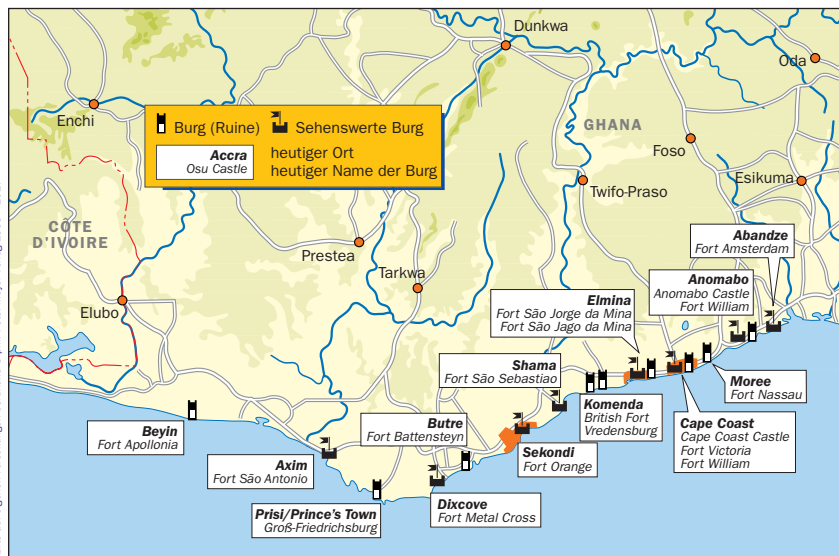 Dunkwa
Oda
Enchi
Burg (Ruine)
Sehenswerte Burg
Accra
Osu Castle
heutiger Ort
heutiger Name der Burg
GHANA
Foso
Esikuma
Twifo-Praso
CÔTE
D'IVOIRE
Prestea
Tarkwa
Elubo
Abandze
Fort Amsterdam
Anomabo
Anomabo Castle
Fort William
Elmina
Fort São Jorge da Mina
Fort São Jago da Mina
Shama
Fort São Sebastiao
Moree
Fort Nassau
Komenda
British Fort
Vredensburg
Cape Coast
Cape Coast Castle
Fort Victoria
Fort William
Butre
Fort Battensteyn
Sekondi
Fort Orange
Beyin
Fort Apollonia
Axim
Fort São Antonio
Prisi/Prince's Town
Groß-Friedrichsburg
Dixcove
Fort Metal Cross